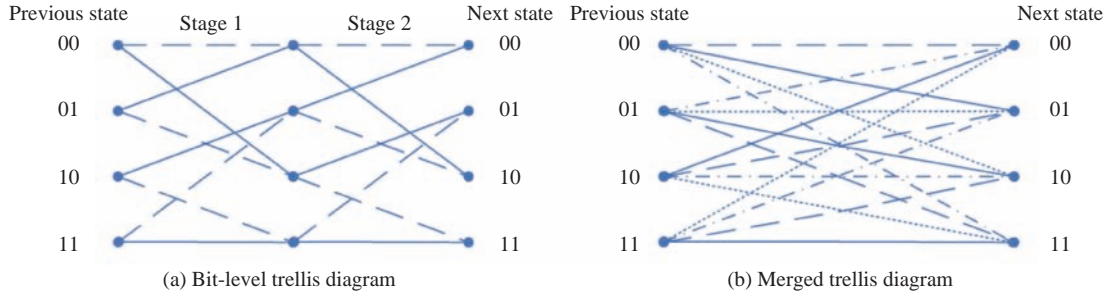 Previous state
Stage 1
Stage 2
Next state
00
00
01
01
10
10
11
11
(a) Bit-level trellis diagram
Previous state
Next state
00
00
01
01
10
10
11
11
(b) Merged trellis diagram